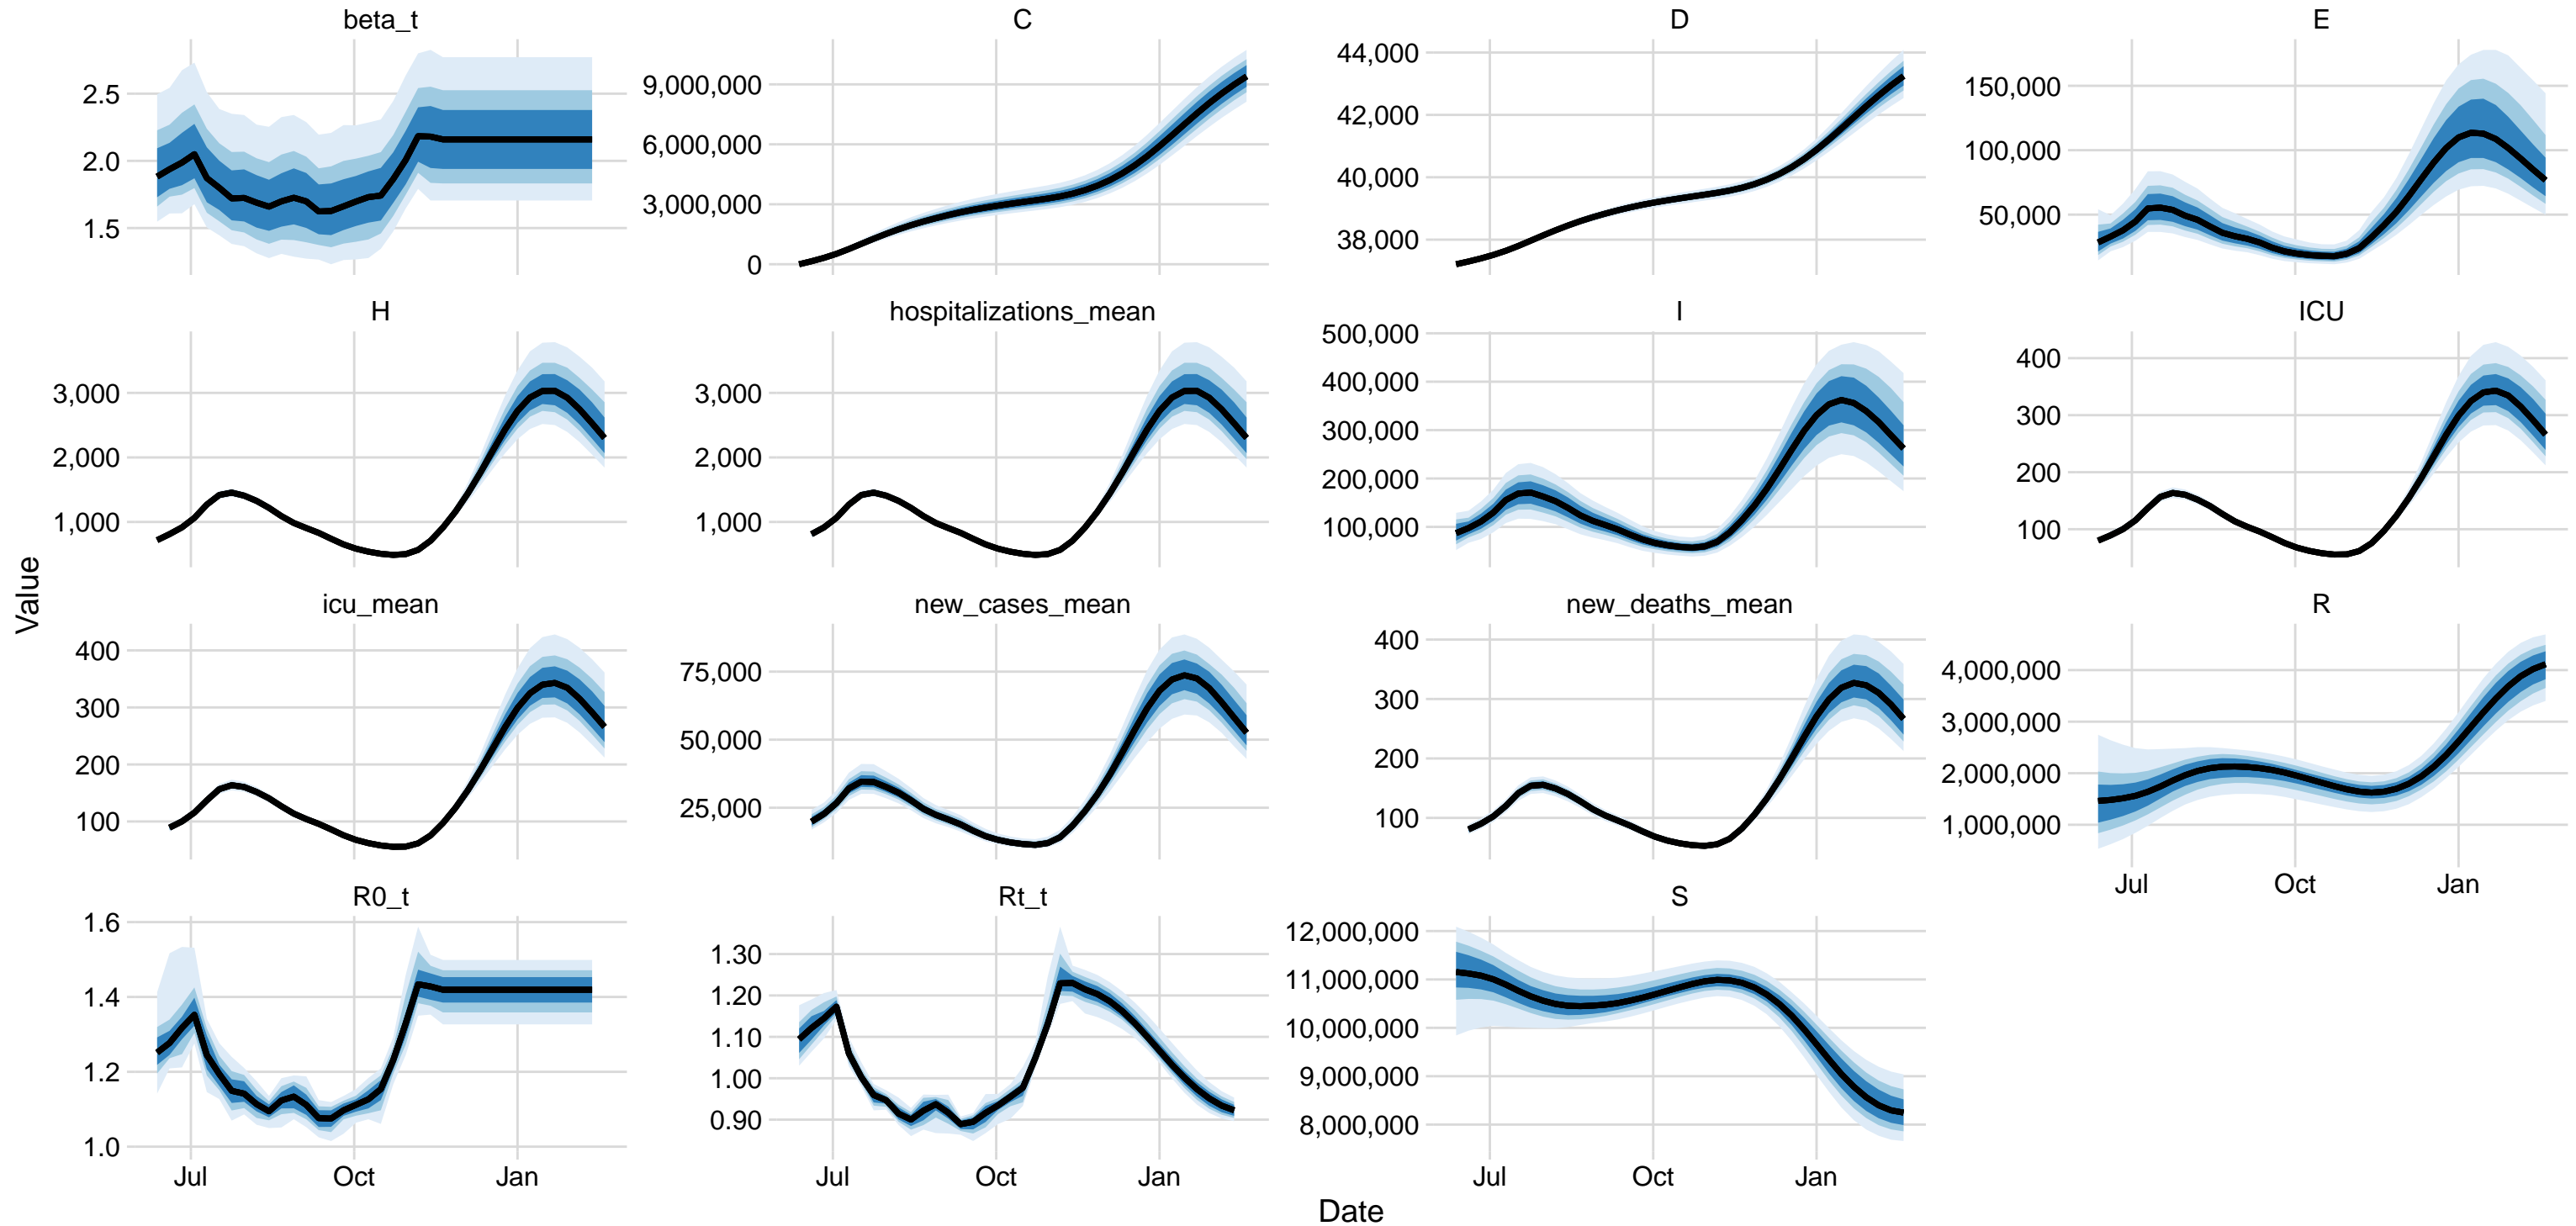 beta_t
C
D
E
2.5
2.0
1.5
9,000,000
6,000,000
3,000,000
0
44,000
42,000
40,000
38,000
150,000
100,000
50,000
H
hospitalizations_mean
I
ICU
3,000
2,000
1,000
3,000
2,000
1,000
500,000
400,000
300,000
200,000
100,000
400
300
200
100
Value
icu_mean
new_cases_mean
new_deaths_mean
R
400
300
200
100
75,000
50,000
25,000
400
300
200
100
4,000,000
3,000,000
2,000,000
1,000,000
Jul Oct Jan
R0_t
Rt_t
S
1.6
1.4
1.2
1.0
1.30
1.20
1.10
1.00
0.90
12,000,000
11,000,000
10,000,000
9,000,000
8,000,000
Jul Oct Jan
Jul Oct Jan
Jul Oct Jan
Date